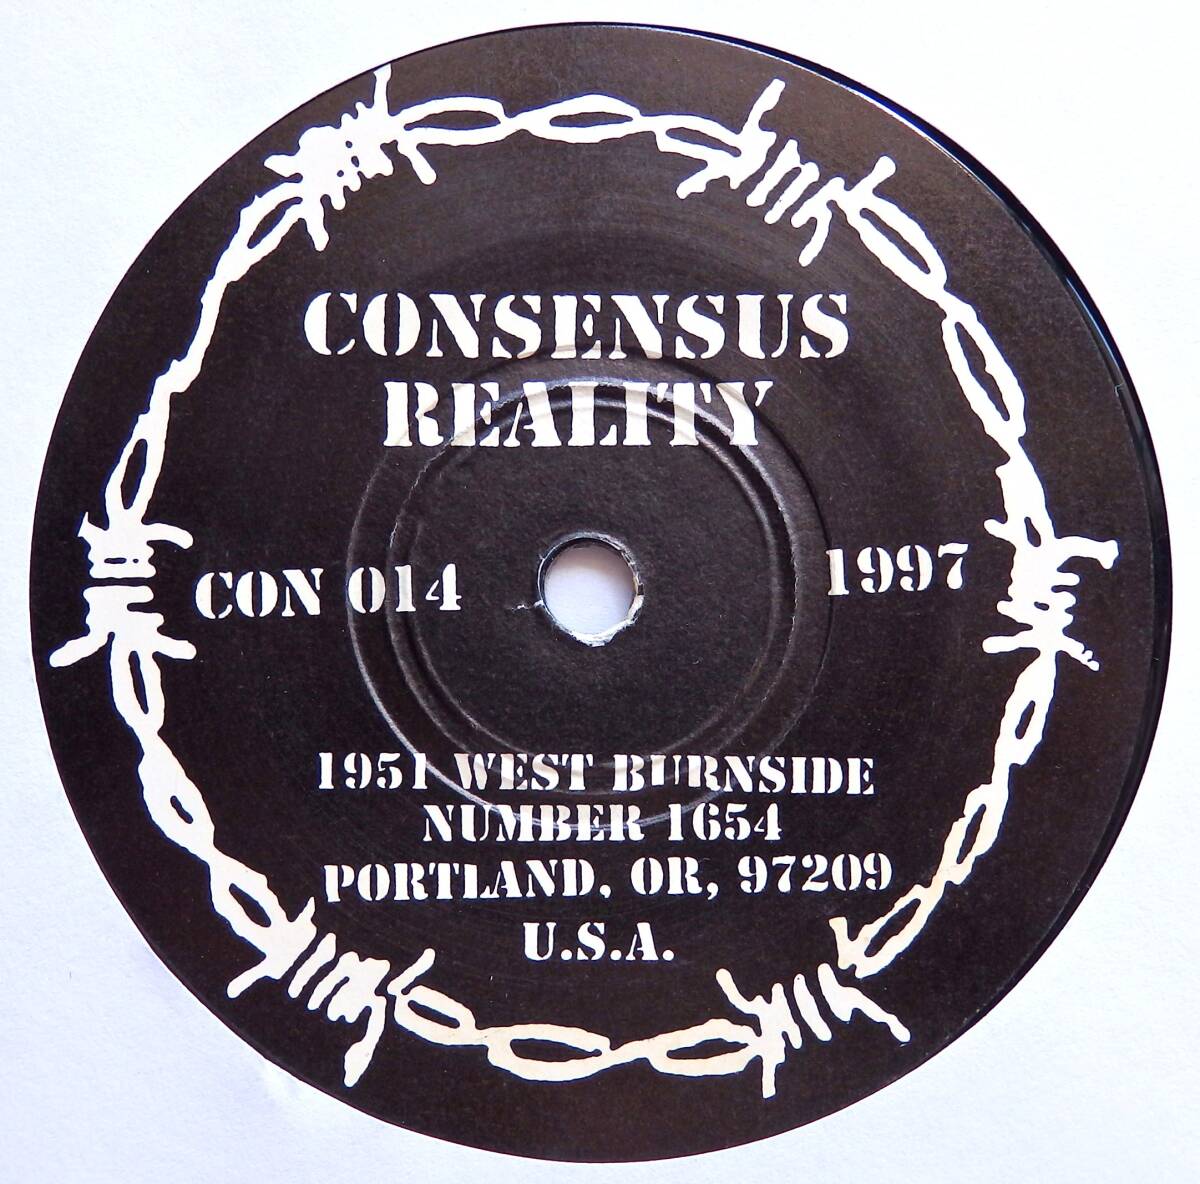 CONSENSUS
REALITY
CON 014
1997
1951 WEST BURNSIDE
NUMBER 1654
PORTLAND, OR, 97209
U.S.A.